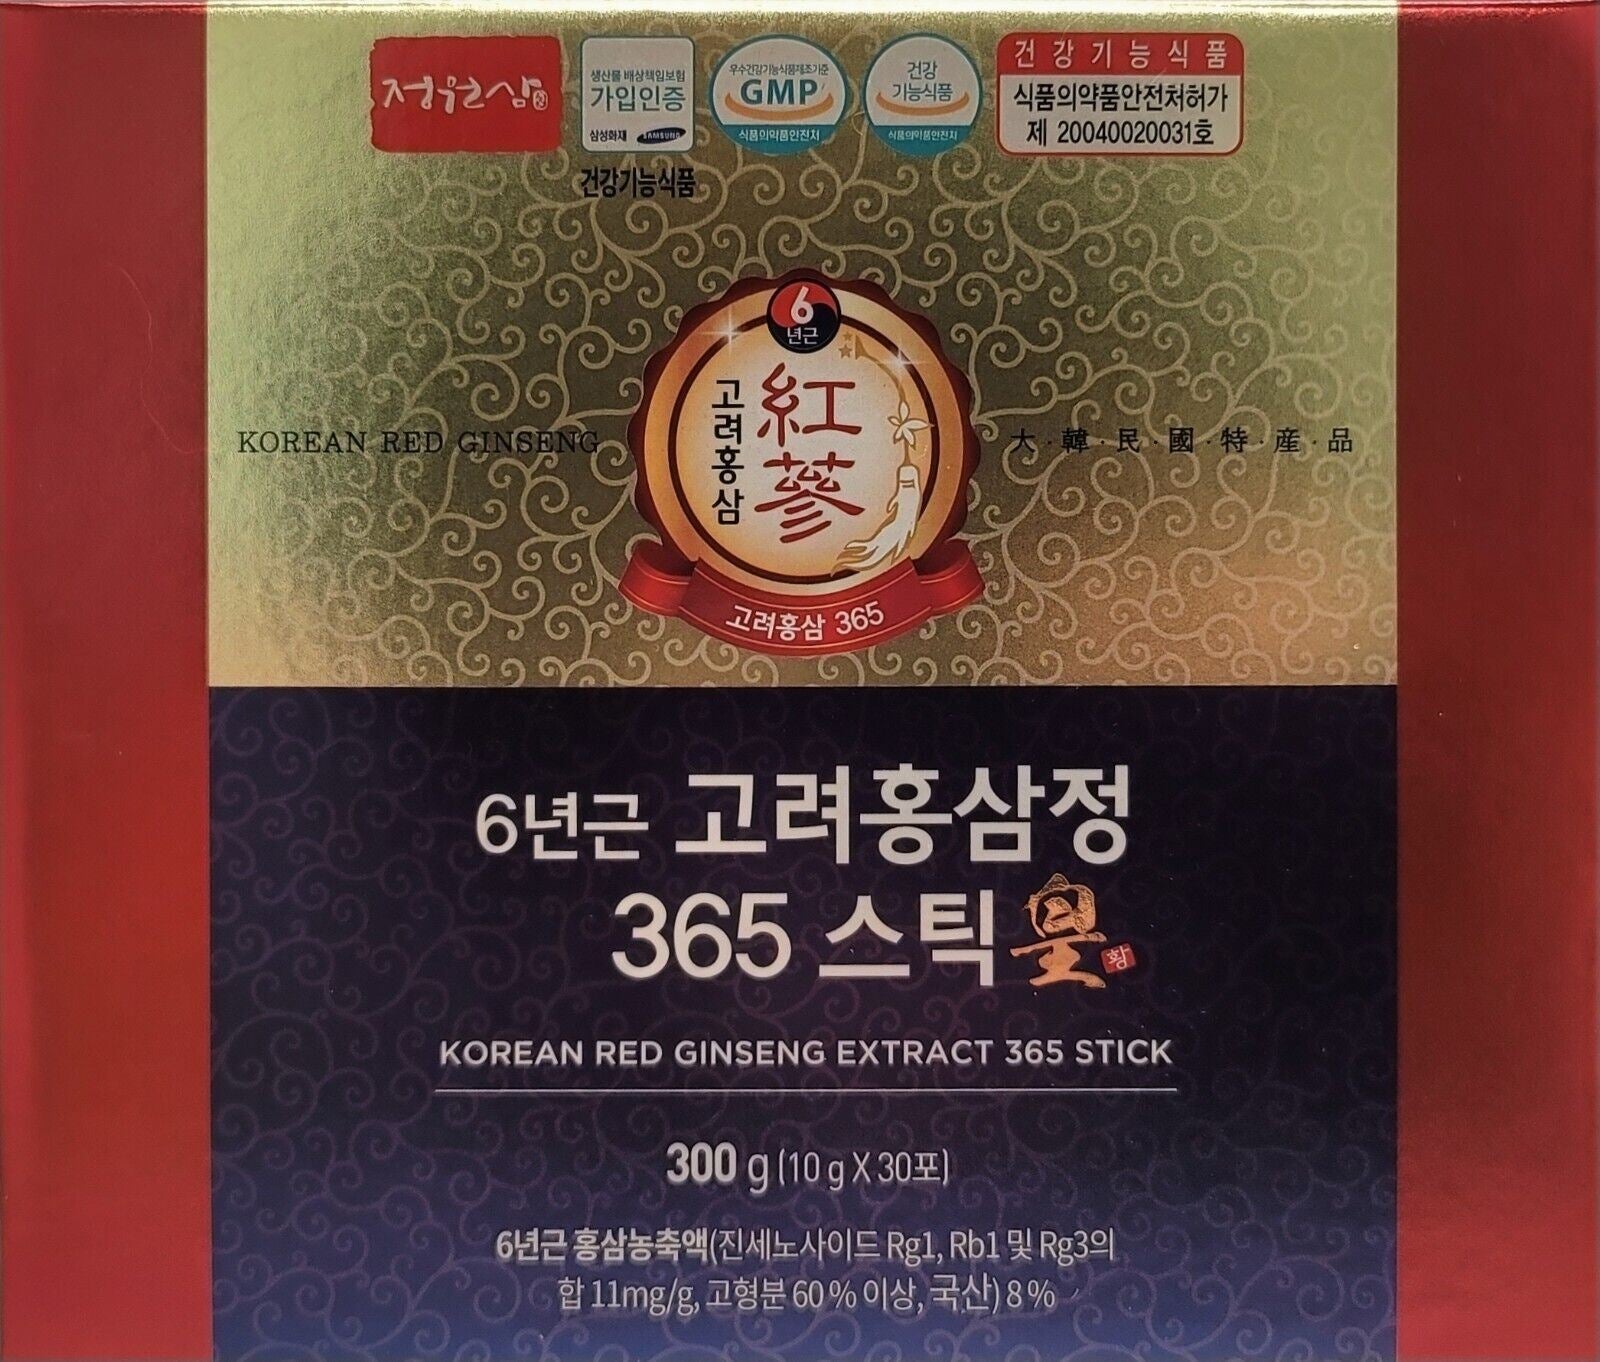 정원삼
생산물 배상책임보험
가입인증
삼성화재 SAMSUNG
건강기능식품
우수건강기능식품제조기준
GMP
식품의약품안전처
건강
기능식품
식품의약품안전처
건강기능식품
식품의약품안전처허가
제 20040020031호
6
년근
고려홍삼
紅蔘
KOREAN RED GINSENG
大·韓·民·國·特·産·品
고려홍삼 365
6년근 고려홍삼정
365 스틱 皇 황
KOREAN RED GINSENG EXTRACT 365 STICK
300 g (10 g X 30포)
6년근 홍삼농축액(진세노사이드 Rg1, Rb1 및 Rg3의
합 11mg/g, 고형분 60 % 이상, 국산) 8 %